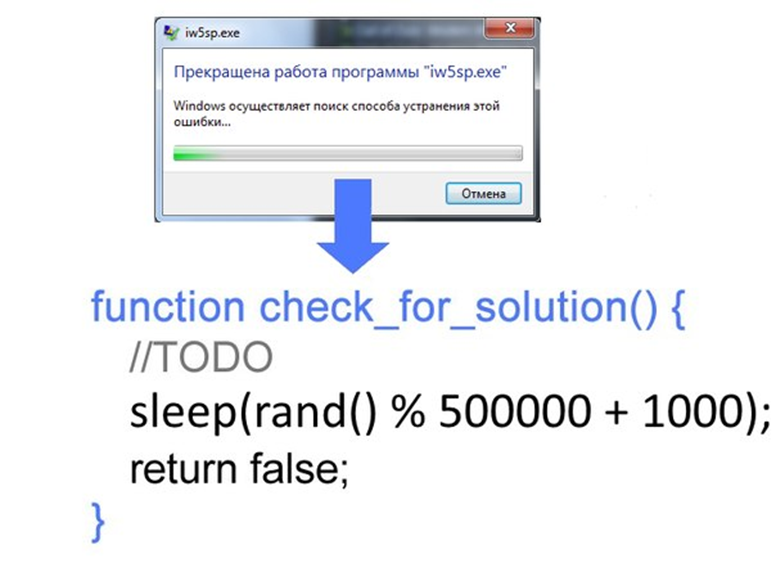 iw5sp.exe
Прекращена работа программы "iw5sp.exe"
Windows осуществляет поиск способа устранения этой
ошибки...
Отмена
function check_for_solution() {
//TODO
sleep(rand() % 500000 + 1000);
return false;
}